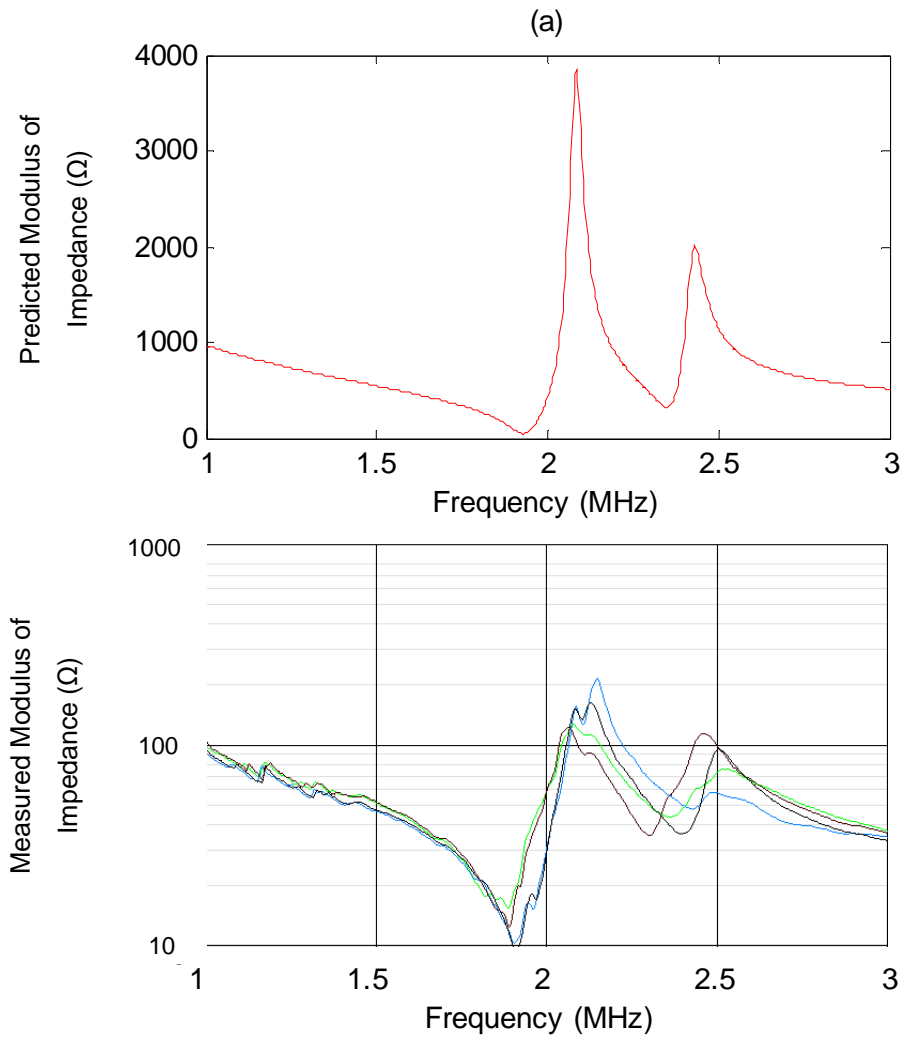 (a)
4000
3000
2000
1000
0
Predicted Modulus of
Impedance (Ω)
1
1.5
2
2.5
3
Frequency (MHz)
1000
100
10
Measured Modulus of
Impedance (Ω)
1
1.5
2
2.5
3
Frequency (MHz)